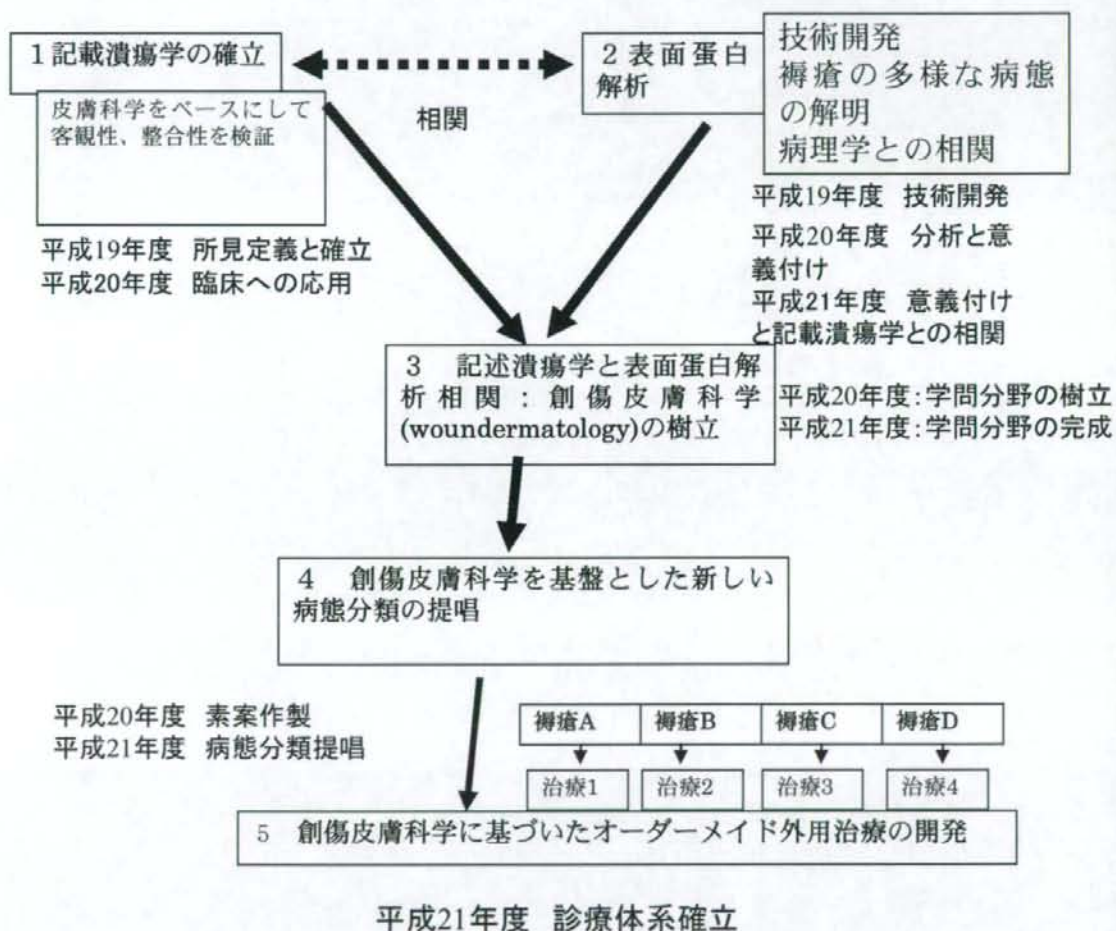 1 記載潰瘍学の確立
皮膚科学をベースにして
客観性、整合性を検証
平成19年度 所見定義と確立
平成20年度 臨床への応用
相関
2 表面蛋白
解析
技術開発
褥瘡の多様な病態
の解明
病理学との相関
平成19年度 技術開発
平成20年度 分析と意
義付け
平成21年度 意義付け
と記載潰瘍学との相関
3 記述潰瘍学と表面蛋白解
析相関：創傷皮膚科学
(woundermatology)の樹立
平成20年度：学問分野の樹立
平成21年度：学問分野の完成
4 創傷皮膚科学を基盤とした新しい
病態分類の提唱
平成20年度 素案作製
平成21年度 病態分類提唱
褥瘡A 褥瘡B 褥瘡C 褥瘡D
治療1 治療2 治療3 治療4
5 創傷皮膚科学に基づいたオーダーメイド外用治療の開発
平成21年度 診療体系確立